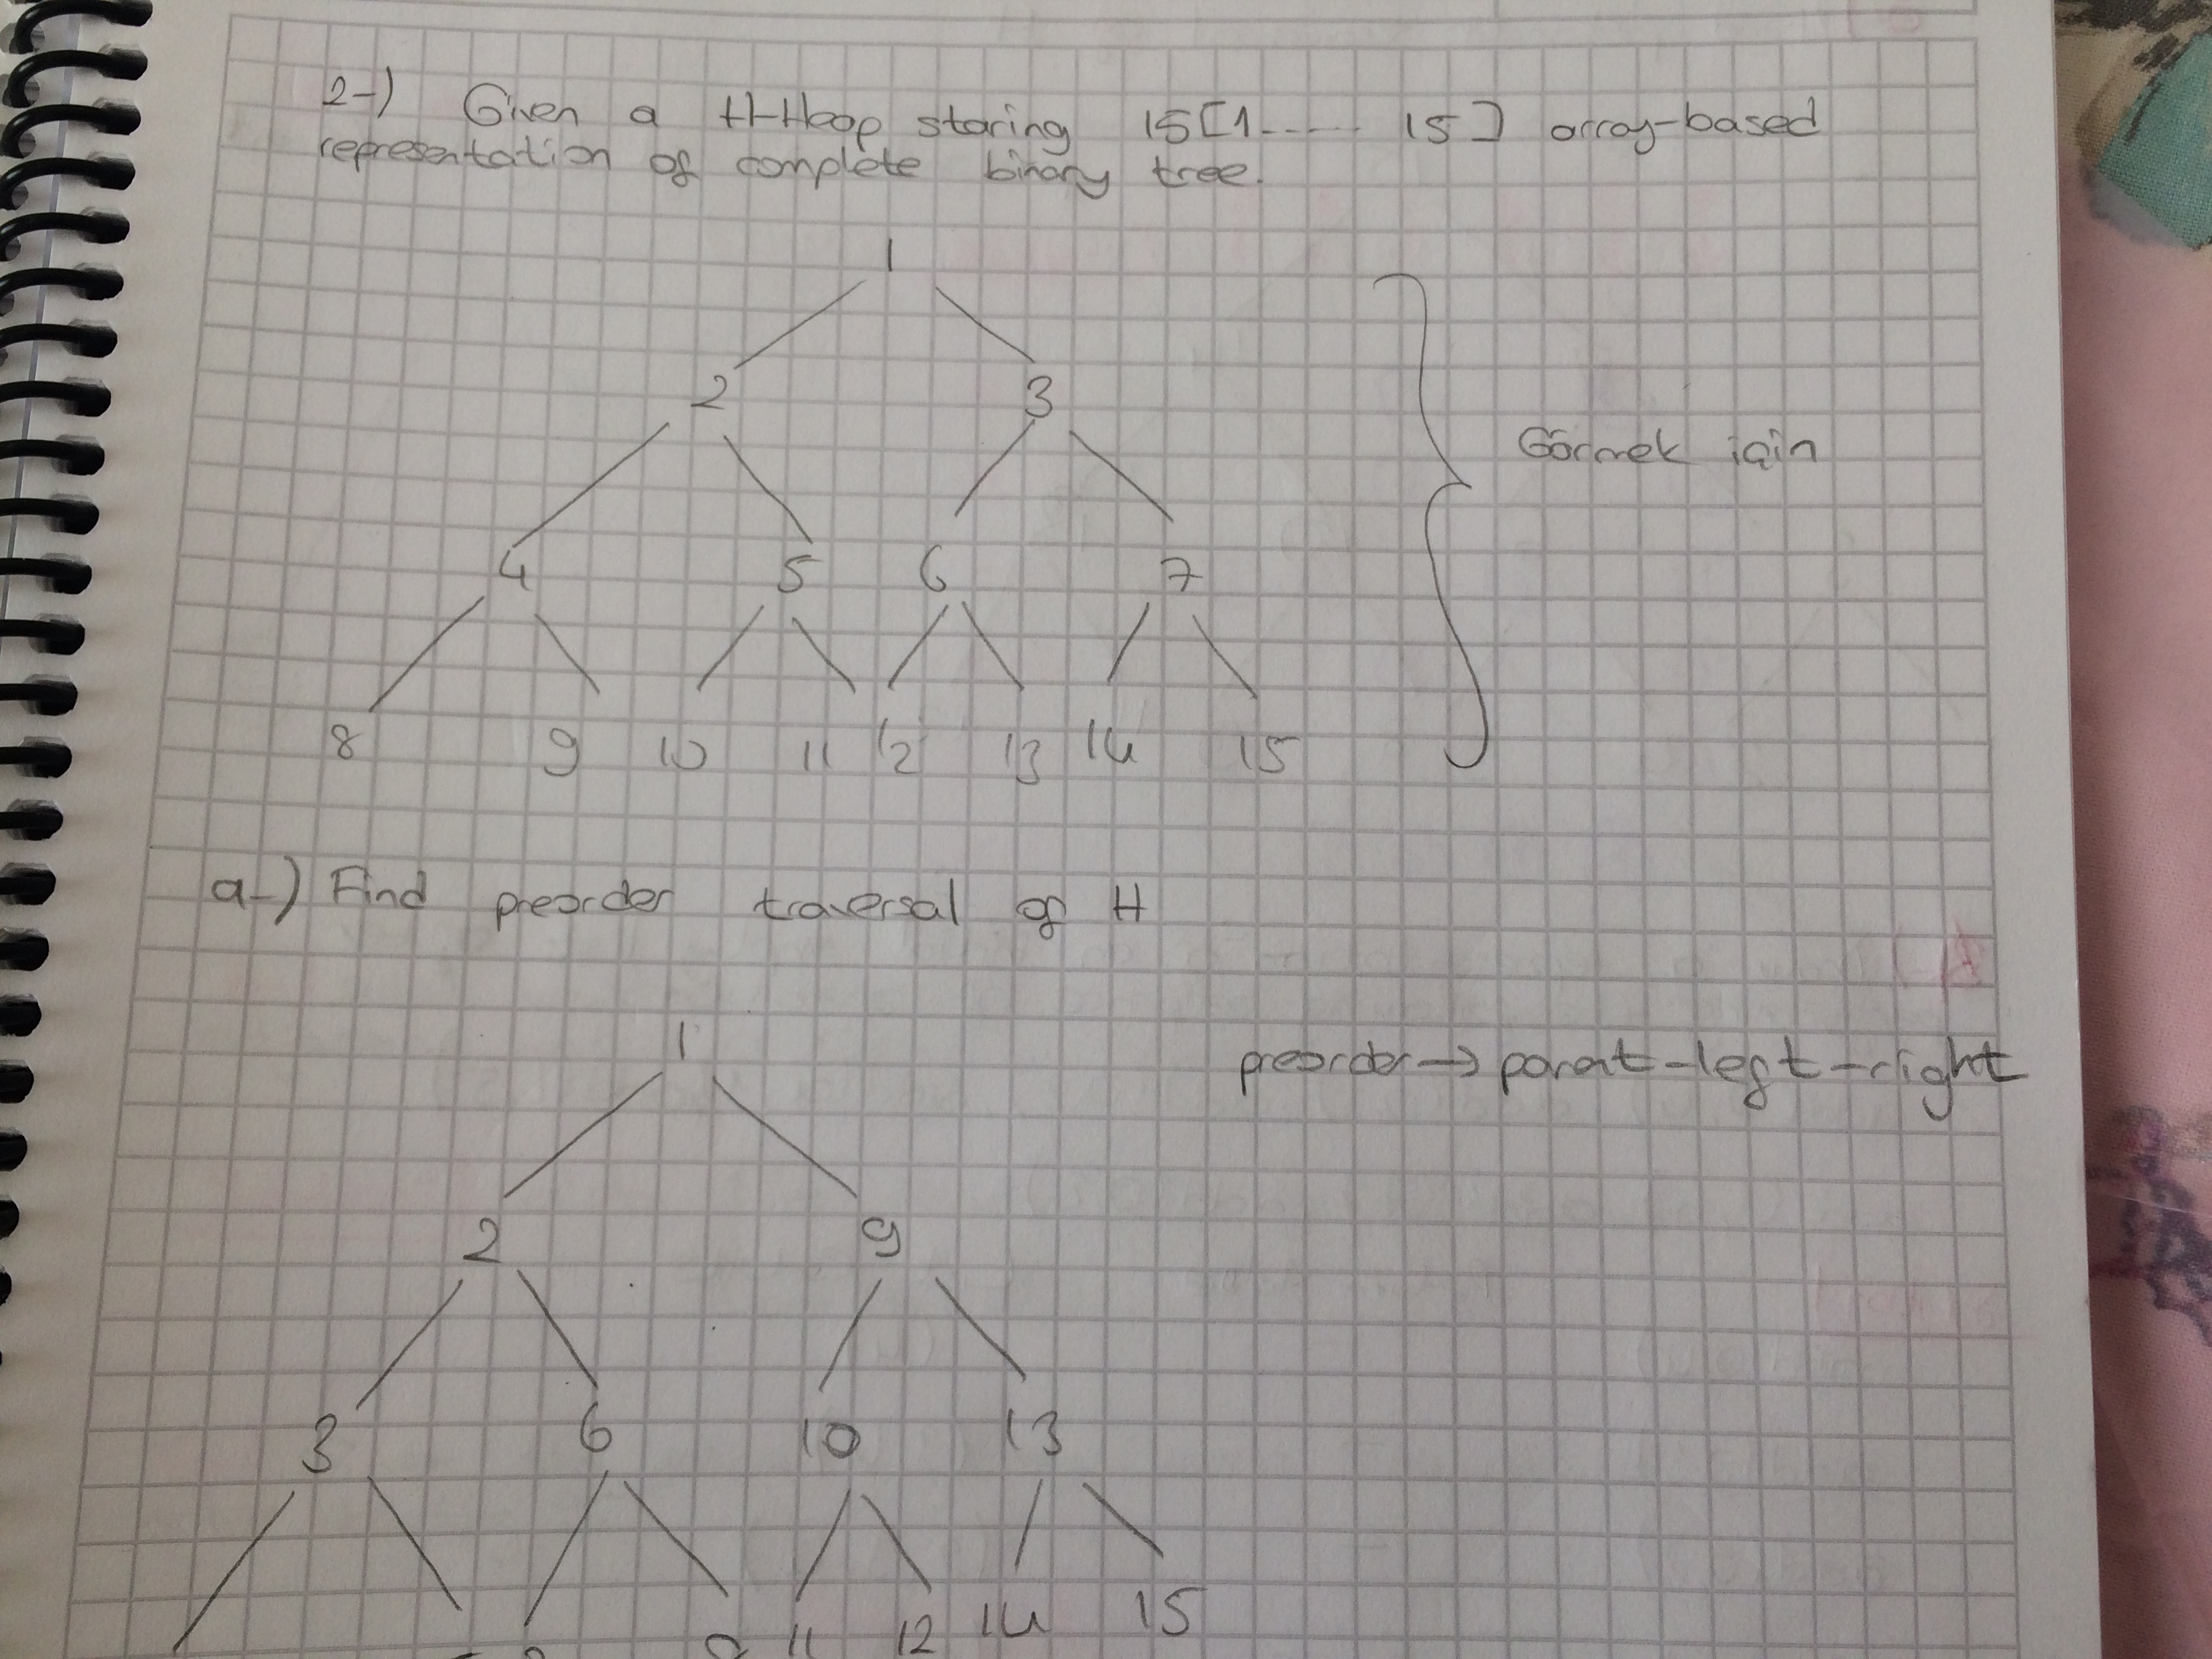 2-) Given a H-Heap storing 15[1----- 15] array-based
representation of complete binary tree.
1
2 3
Görmek için
4 5 6 7
8 9 10 11 12 13 14 15
a-) Find preorder traversal of H
1
preorder → parent-left-right
2 9
3 6 10 13
11 12 14 15